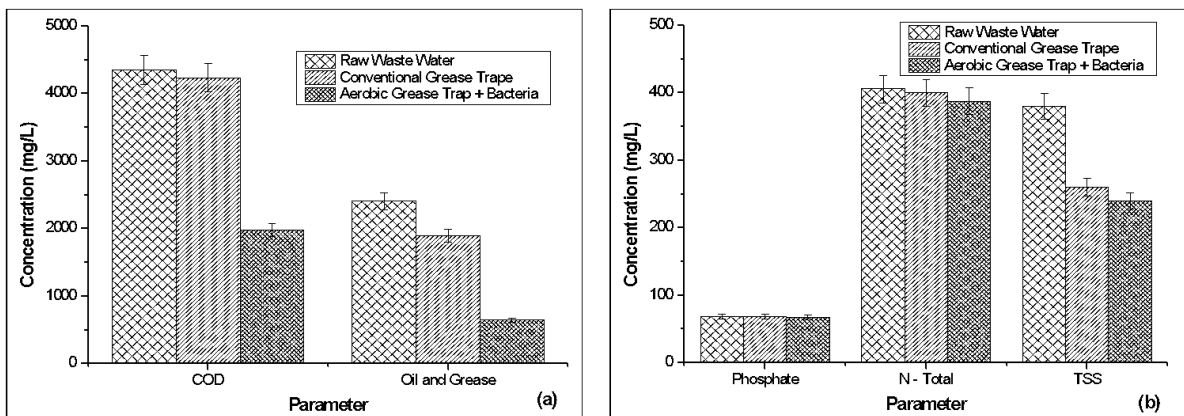 5000
4000
3000
2000
1000
0
Concentration (mg/L)
Raw Waste Water
Conventional Grease Trape
Aerobic Grease Trap + Bacteria
COD
Oil and Grease
Parameter
(a)
500
400
300
200
100
0
Concentration (mg/L)
Raw Waste Water
Conventional Grease Trape
Aerobic Grease Trap + Bacteria
Phosphate
N - Total
TSS
Parameter
(b)